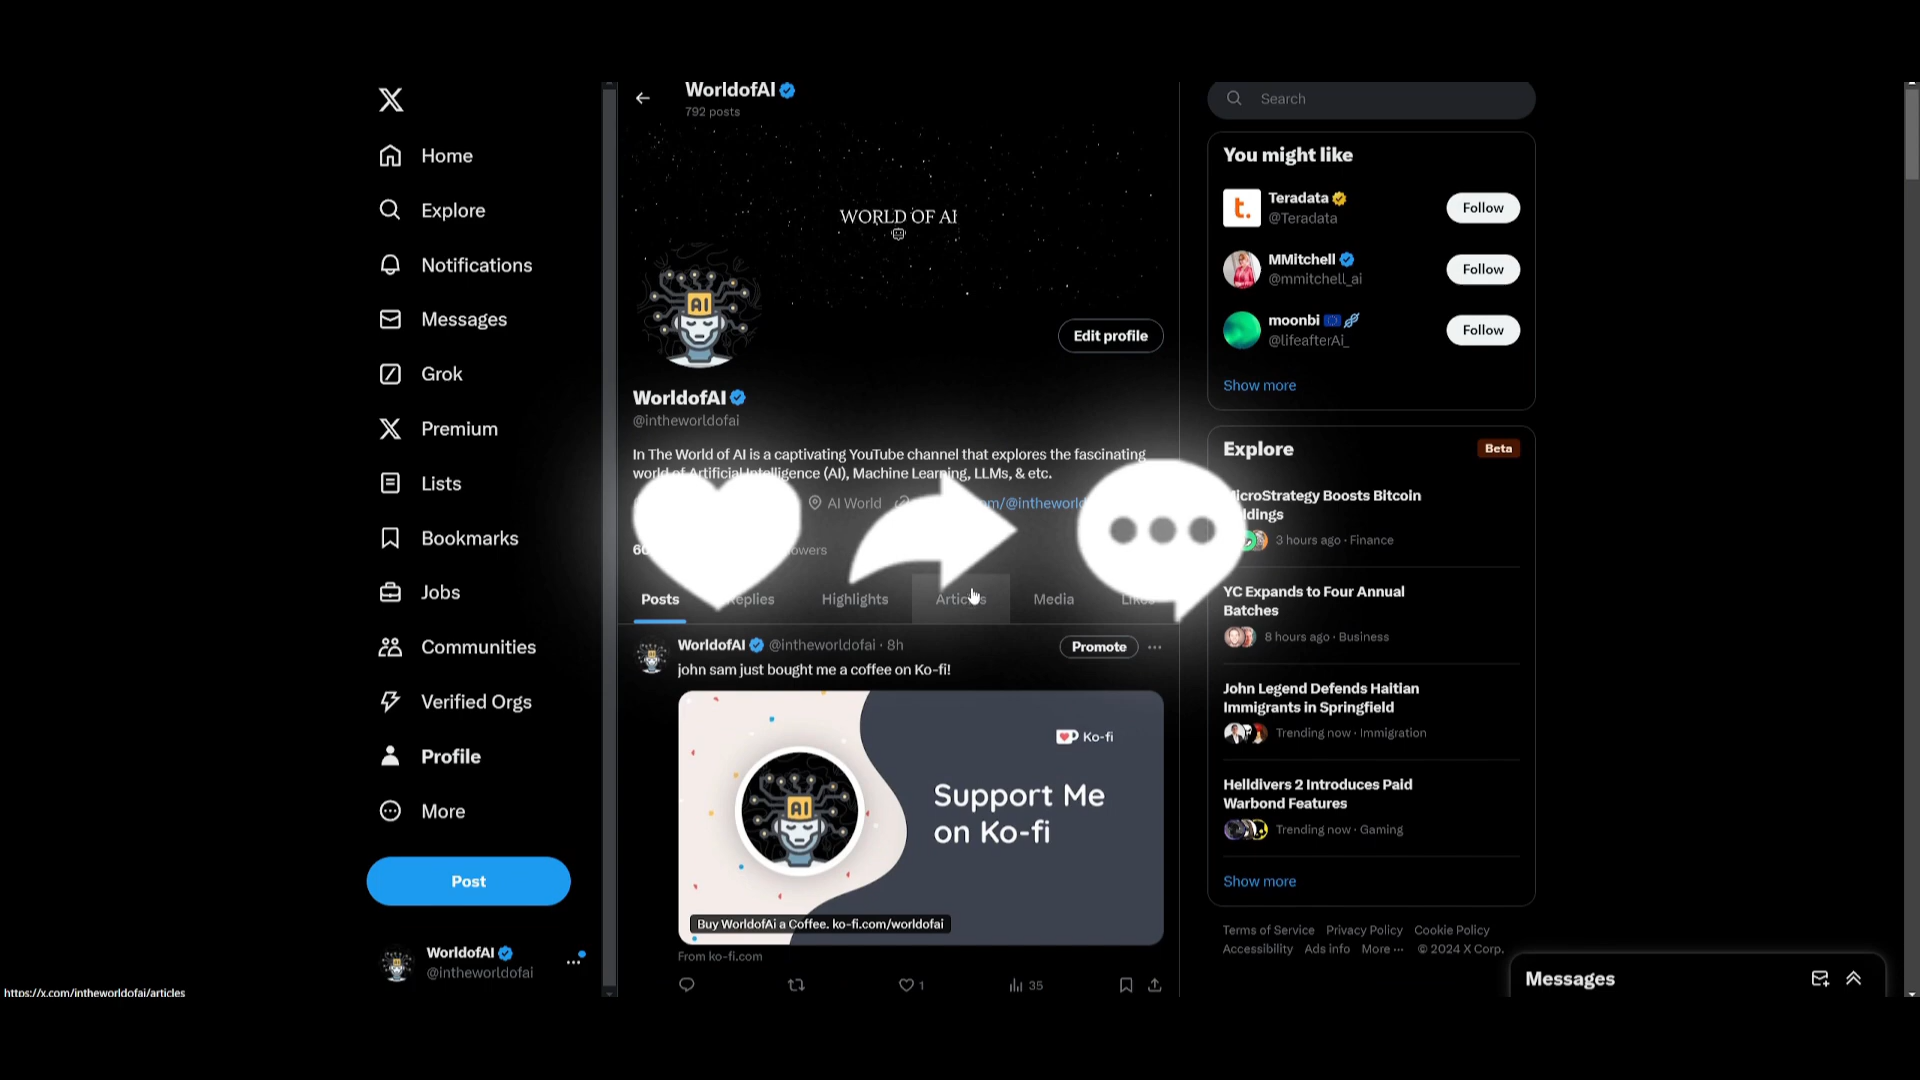 Home
Explore
Notifications
Messages
Grok
Premium
Lists
Bookmarks
Jobs
Communities
Verified Orgs
Profile
More
Post
WorldofAI
@intheworldofai
https://x.com/intheworldofai/articles
WorldofAI
792 posts
WORLD OF AI
AI
Edit profile
WorldofAI
@intheworldofai
In The World of AI is a captivating YouTube channel that explores the fascinating
world of Artificial Intelligence (AI), Machine Learning, LLMs, & etc.
AI World
Posts
Highlights
Media
WorldofAI @intheworldofai · 8h
Promote
john sam just bought me a coffee on Ko-fi!
Ko-fi
AI
Support Me
on Ko-fi
Buy WorldofAi a Coffee. ko-fi.com/worldofai
From ko-fi.com
1
35
Search
You might like
t.
Teradata
@Teradata
Follow
MMitchell
@mmitchell_ai
Follow
moonbi
@lifeafterAi_
Follow
Show more
Explore
Beta
MicroStrategy Boosts Bitcoin
3 hours ago · Finance
YC Expands to Four Annual
Batches
8 hours ago · Business
John Legend Defends Haitian
Immigrants in Springfield
Trending now · Immigration
Helldivers 2 Introduces Paid
Warbond Features
Trending now · Gaming
Show more
Terms of Service Privacy Policy Cookie Policy
Accessibility Ads info More ··· © 2024 X Corp.
Messages